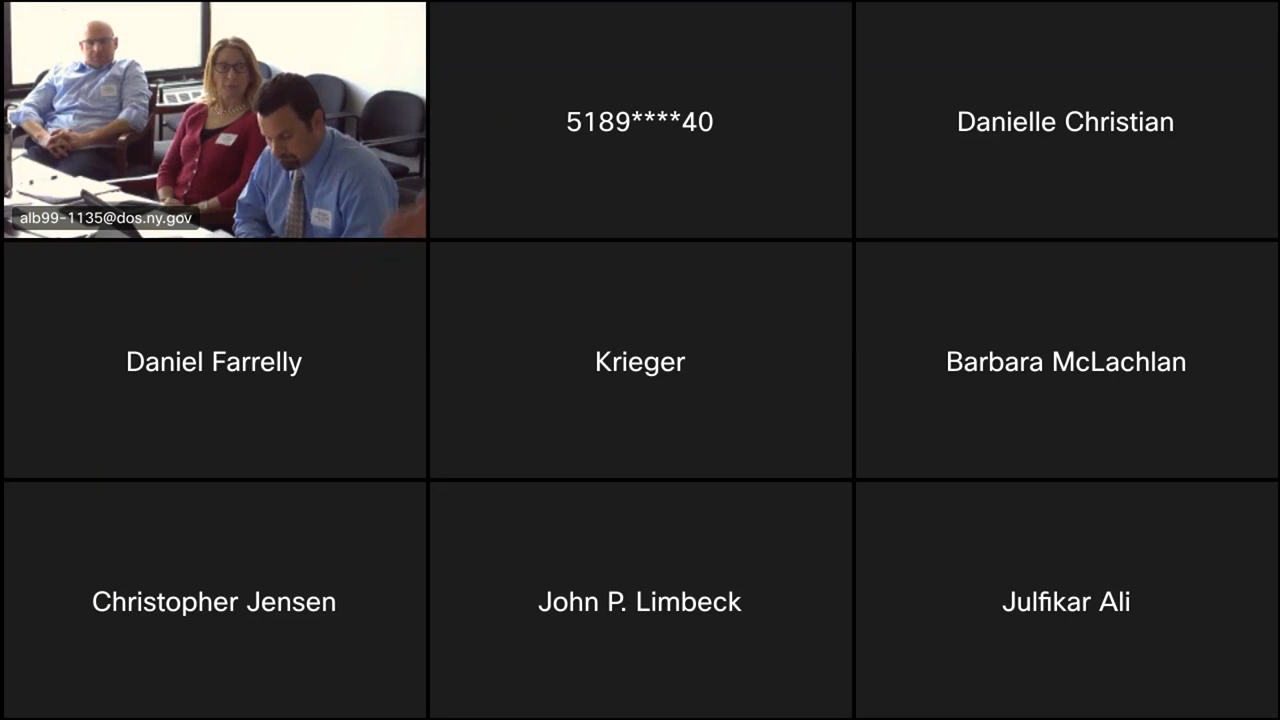 alb99-1135@dos.ny.gov
5189****40
Danielle Christian
Daniel Farrelly
Krieger
Barbara McLachlan
Christopher Jensen
John P. Limbeck
Julfikar Ali